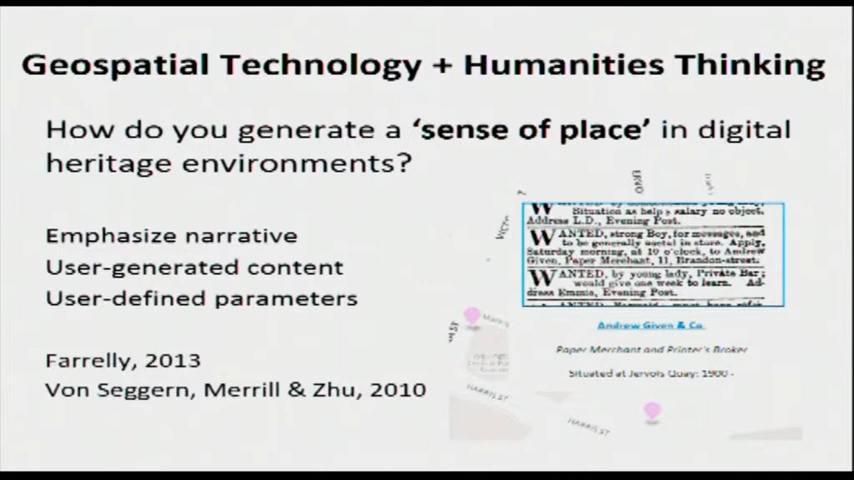 Geospatial Technology + Humanities Thinking
How do you generate a 'sense of place' in digital
heritage environments?
Emphasize narrative
User-generated content
User-defined parameters
Farrelly, 2013
Von Seggern, Merrill & Zhu, 2010
Situation as help; salary no object.
Address L.D., Evening Post.
WANTED, strong Boy, for messages, and
to be generally useful in store. Apply,
Saturday morning, at 10 o'clock, to Andrew
Given, Paper Merchant, 11, Brandon-street.
WANTED, by young lady, Private Bar;
would give one week to learn. Ad-
dress Emmie, Evening Post.
Andrew Given & Co.
Paper Merchant and Printer's Broker
Situated at Jervois Quay: 1900 -
HARRIS ST
HARRIS ST